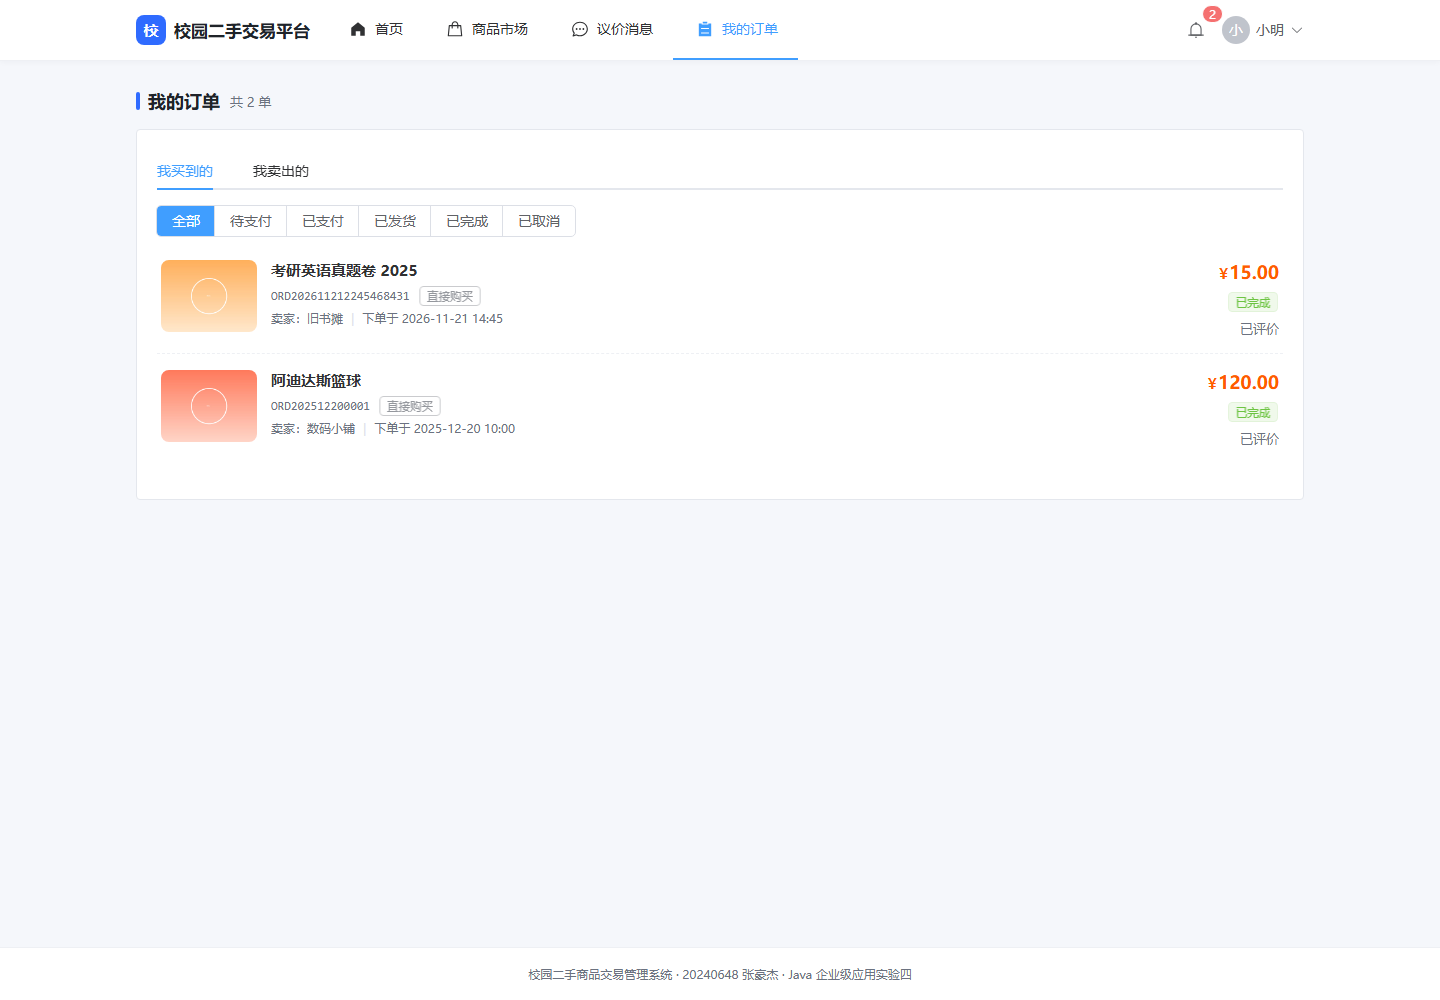 校 校园二手交易平台 首页 商品市场 议价消息 我的订单 2 小 小明
我的订单 共 2 单
我买到的 我卖出的
全部 待支付 已支付 已发货 已完成 已取消
考研英语真题卷 2025 ¥15.00
ORD202611212245468431 直接购买 已完成
卖家：旧书摊 | 下单于 2026-11-21 14:45 已评价
阿迪达斯篮球 ¥120.00
ORD202512200001 直接购买 已完成
卖家：数码小铺 | 下单于 2025-12-20 10:00 已评价
校园二手商品交易管理系统 · 20240648 张豪杰 · Java 企业级应用实验四